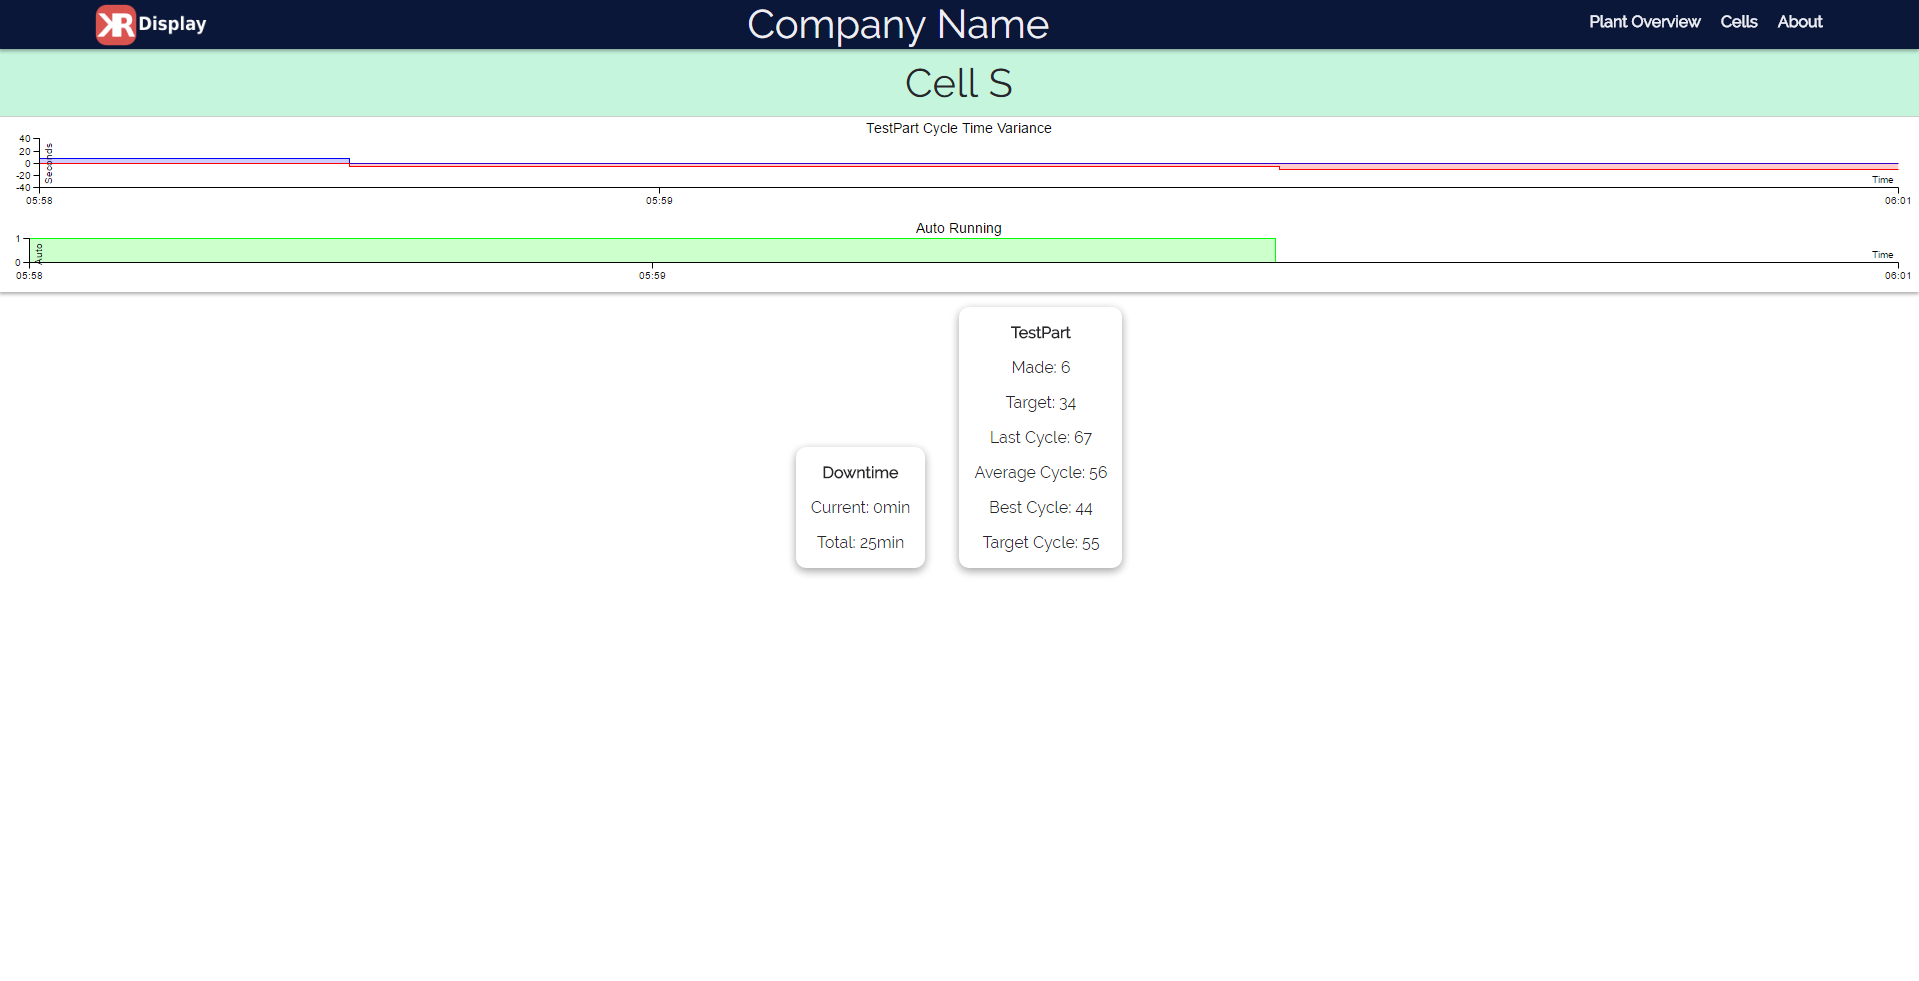 KR Display
Company Name
Plant Overview Cells About
Cell S
TestPart Cycle Time Variance
40
20
0
-20
-40
Seconds
Time
05:58 05:59 06:01
Auto Running
1
0
Auto
Time
05:58 05:59 06:01
Downtime
Current: 0min
Total: 25min
TestPart
Made: 6
Target: 34
Last Cycle: 67
Average Cycle: 56
Best Cycle: 44
Target Cycle: 55